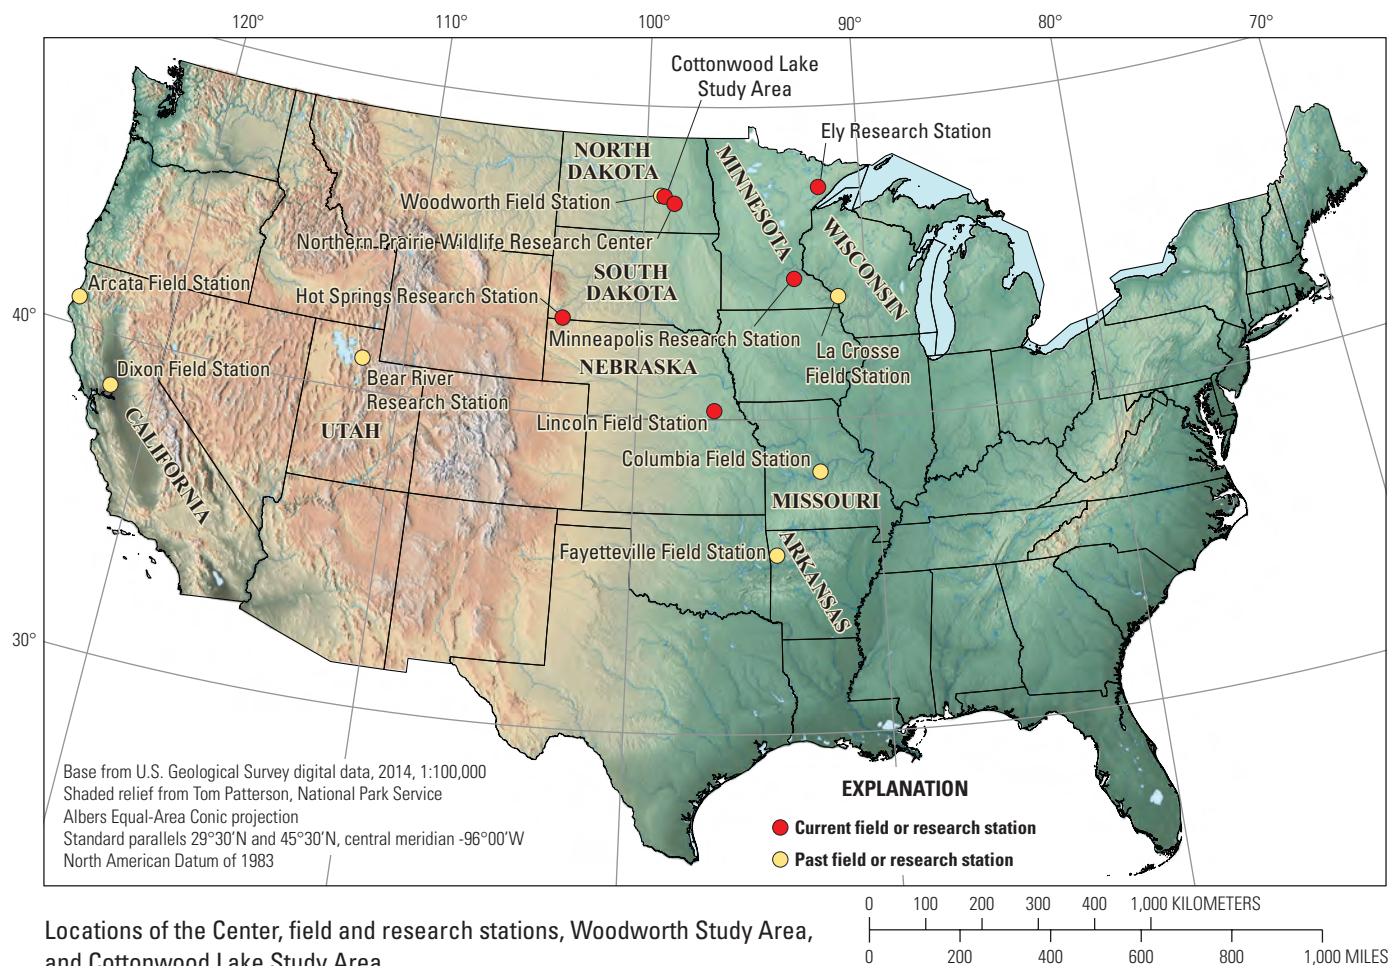 120°
110°
100°
90°
80°
70°
Cottonwood Lake
Study Area
Ely Research Station
NORTH
DAKOTA
MINNESOTA
Woodworth Field Station
WISCONSIN
Northern Prairie Wildlife Research Center
SOUTH
DAKOTA
Arcata Field Station
Hot Springs Research Station
40°
Minneapolis Research Station
La Crosse
Field Station
NEBRASKA
Dixon Field Station
Bear River
Research Station
CALIFORNIA
UTAH
Lincoln Field Station
Columbia Field Station
MISSOURI
Fayetteville Field Station
ARKANSAS
30°
Base from U.S. Geological Survey digital data, 2014, 1:100,000
Shaded relief from Tom Patterson, National Park Service
Albers Equal-Area Conic projection
Standard parallels 29°30'N and 45°30'N, central meridian -96°00'W
North American Datum of 1983
EXPLANATION
Current field or research station
Past field or research station
0 100 200 300 400 1,000 KILOMETERS
0 200 400 600 800 1,000 MILES
Locations of the Center, field and research stations, Woodworth Study Area,
and Cottonwood Lake Study Area